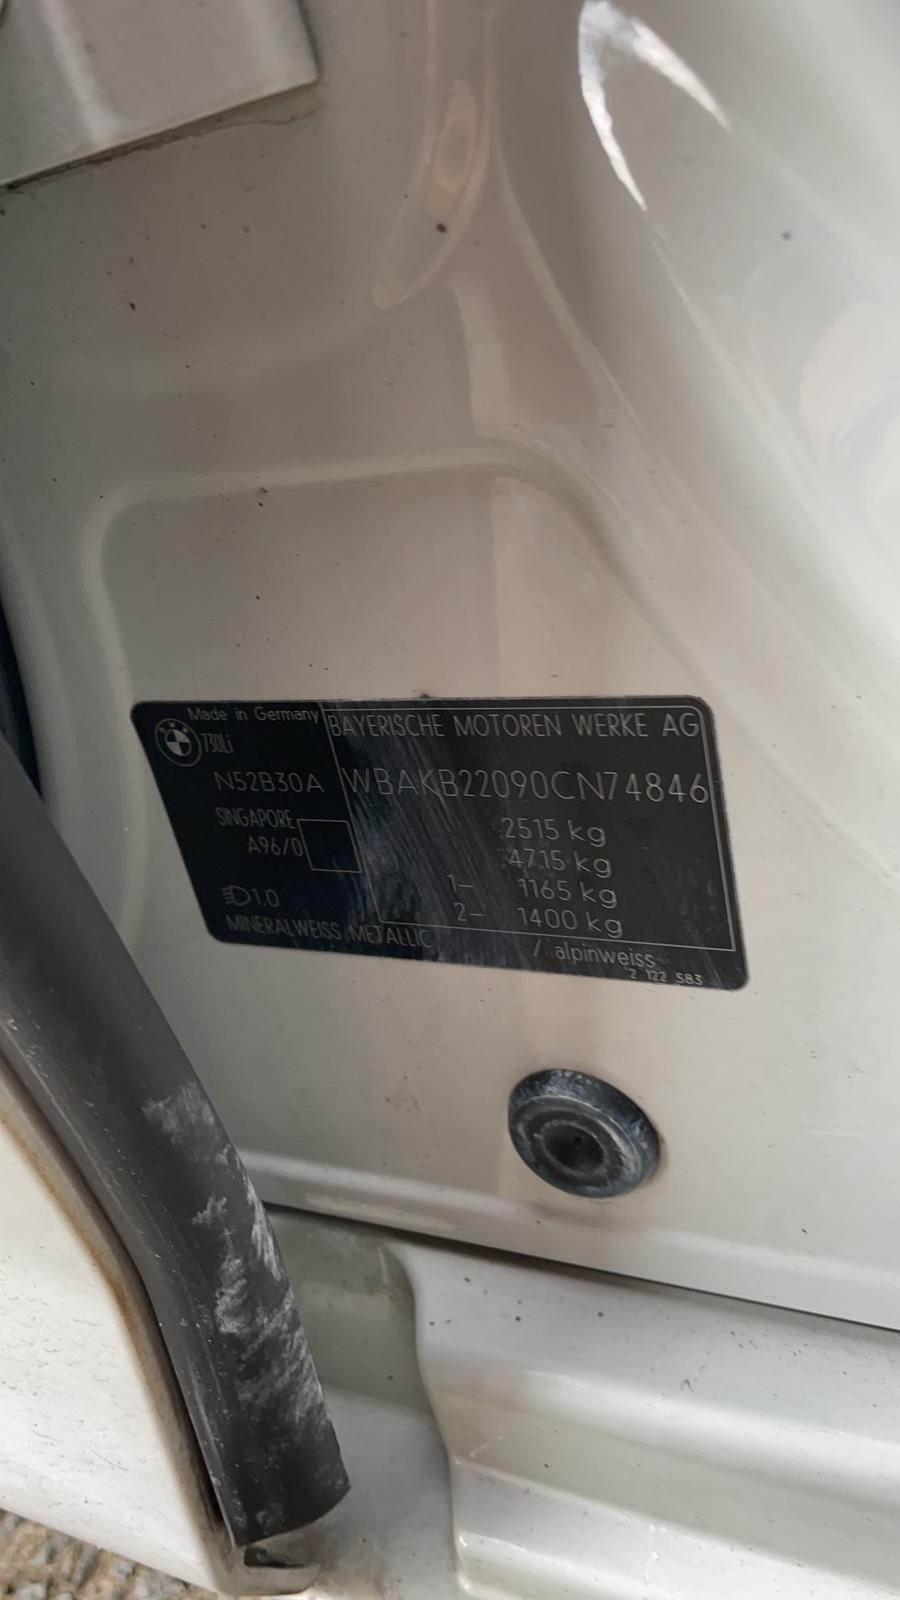 Made in Germany
BAYERISCHE MOTOREN WERKE AG
730Li
N52B30A
WBAKB22090CN74846
SINGAPORE
2515 kg
A96/0
4715 kg
1– 1165 kg
1.0
2– 1400 kg
MINERALWEISS METALLIC / alpinweiss
2 122 583